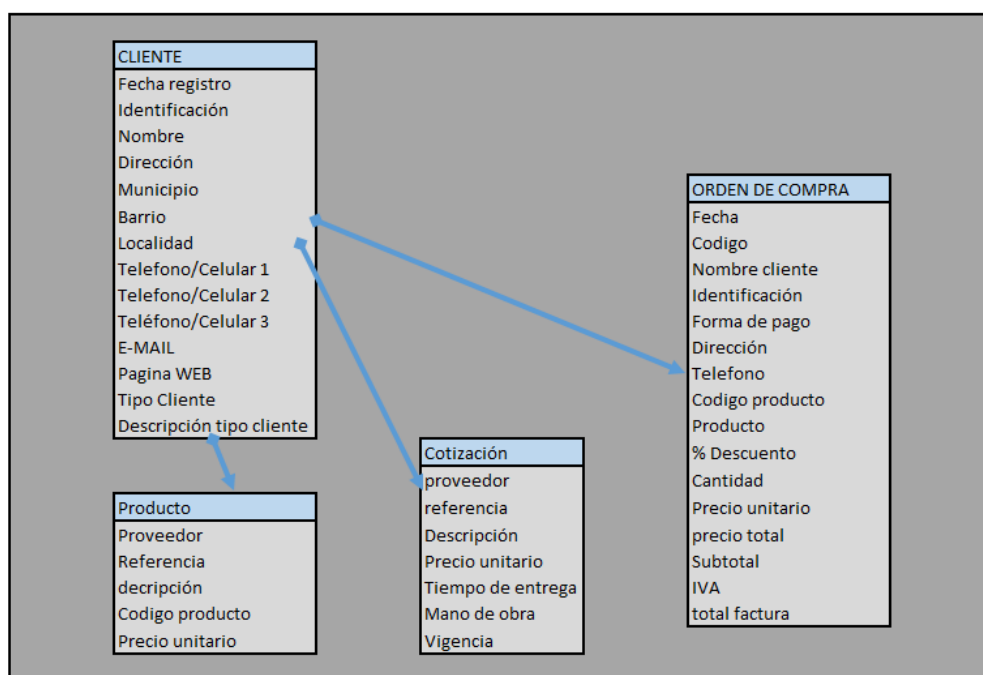 CLIENTE
Fecha registro
Identificación
Nombre
Dirección
Municipio
Barrio
Localidad
Telefono/Celular 1
Telefono/Celular 2
Teléfono/Celular 3
E-MAIL
Pagina WEB
Tipo Cliente
Descripción tipo cliente
Producto
Proveedor
Referencia
decripción
Codigo producto
Precio unitario
Cotización
proveedor
referencia
Descripción
Precio unitario
Tiempo de entrega
Mano de obra
Vigencia
ORDEN DE COMPRA
Fecha
Codigo
Nombre cliente
Identificación
Forma de pago
Dirección
Telefono
Codigo producto
Producto
% Descuento
Cantidad
Precio unitario
precio total
Subtotal
IVA
total factura